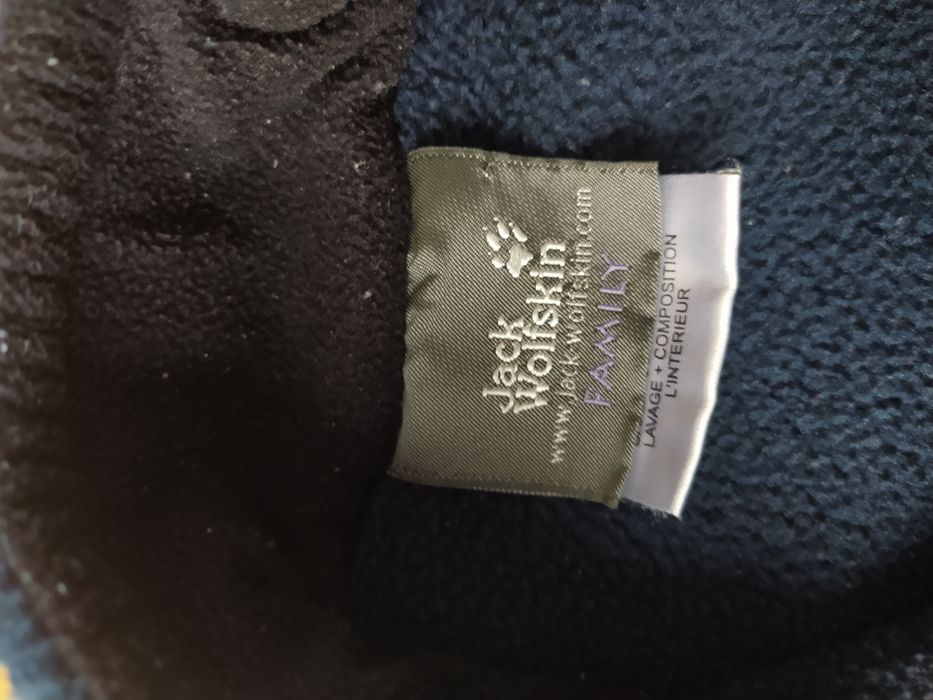 Jack
Wolfskin
www.jack-wolfskin.com
FAMILY
LAVAGE + COMPOSITION
L'INTERIEUR